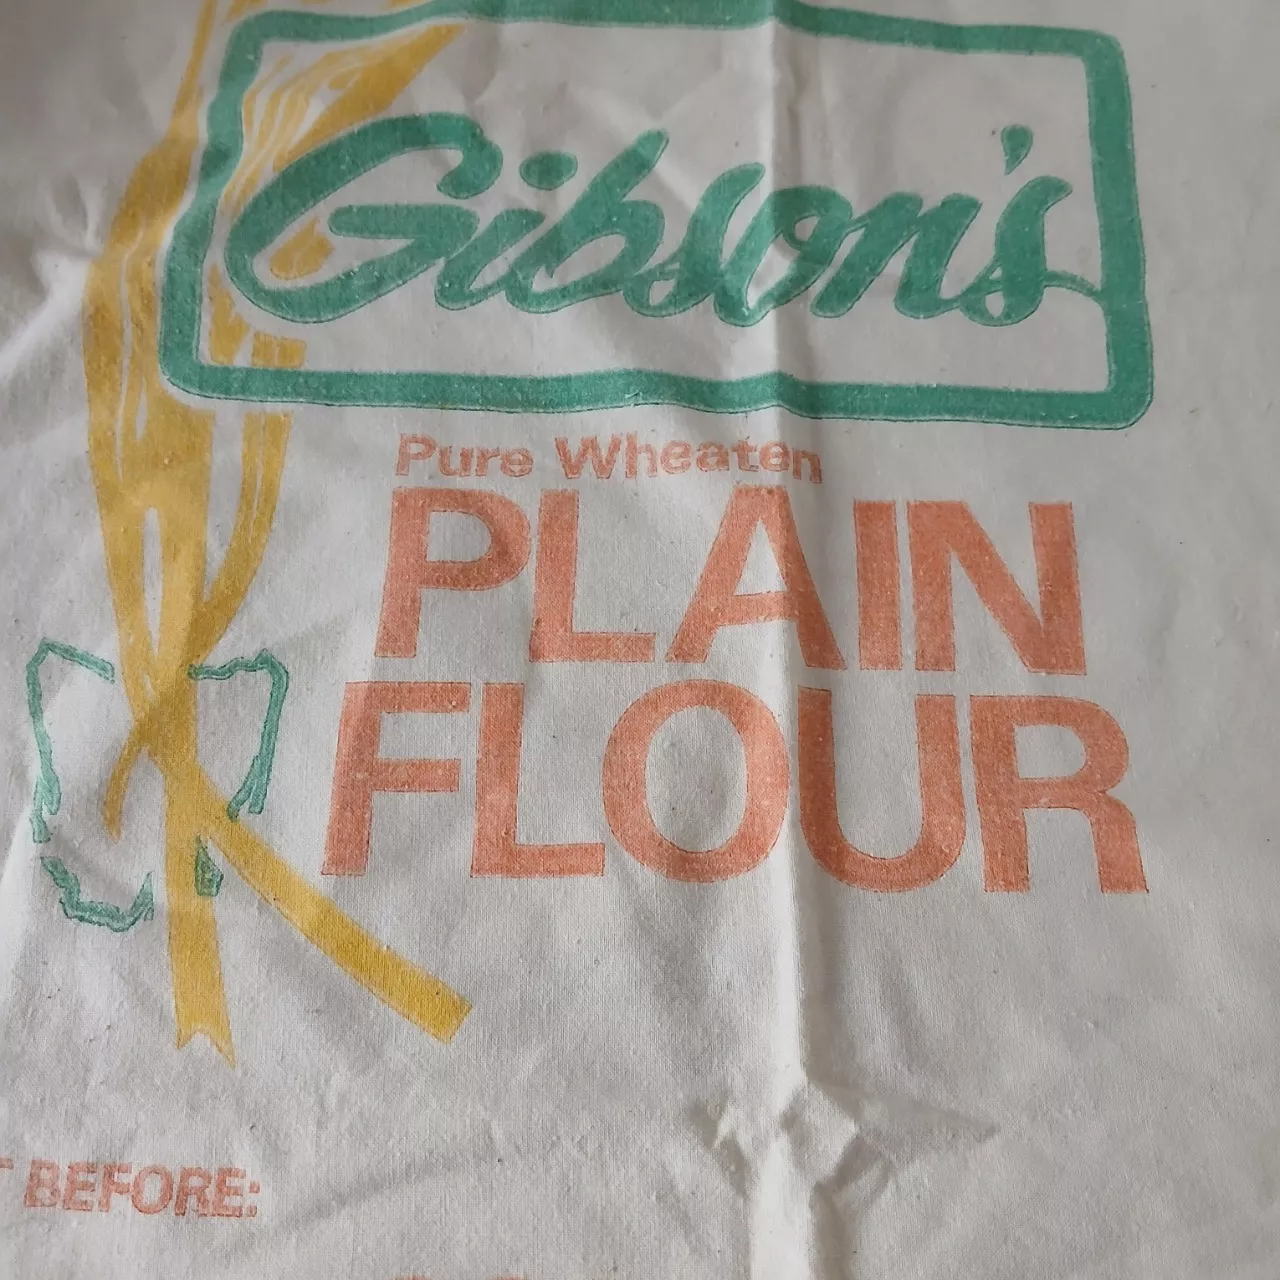 Gibson's
Pure Wheaten
PLAIN
FLOUR
BEFORE: